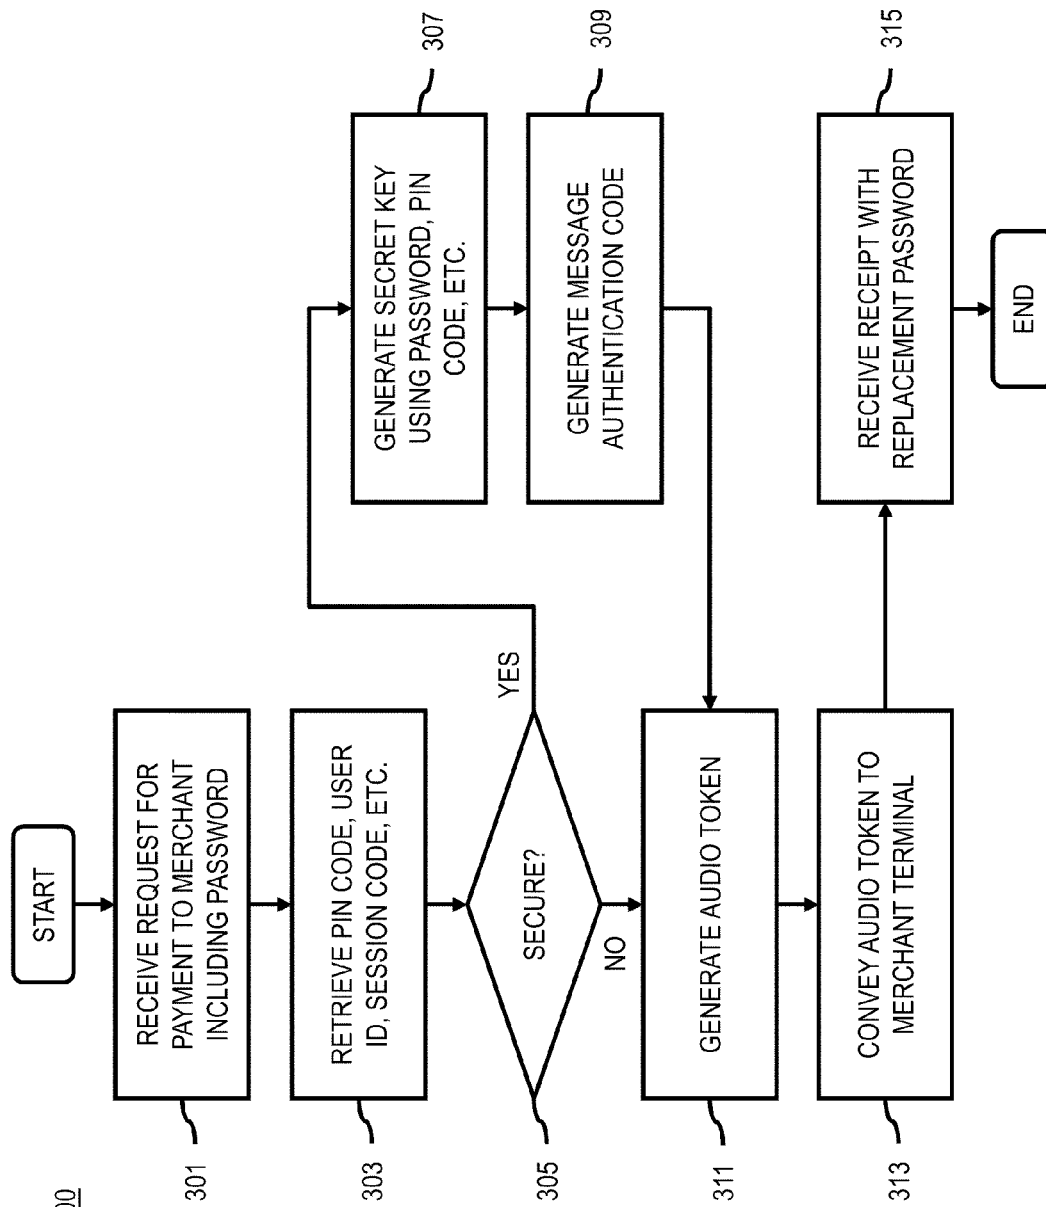 START
RECEIVE REQUEST FOR
PAYMENT TO MERCHANT
INCLUDING PASSWORD
301
RETRIEVE PIN CODE, USER
ID, SESSION CODE, ETC.
303
SECURE?
305
YES
NO
GENERATE SECRET KEY
USING PASSWORD, PIN
CODE, ETC.
307
GENERATE MESSAGE
AUTHENTICATION CODE
309
GENERATE AUDIO TOKEN
311
CONVEY AUDIO TOKEN TO
MERCHANT TERMINAL
313
RECEIVE RECEIPT WITH
REPLACEMENT PASSWORD
315
END